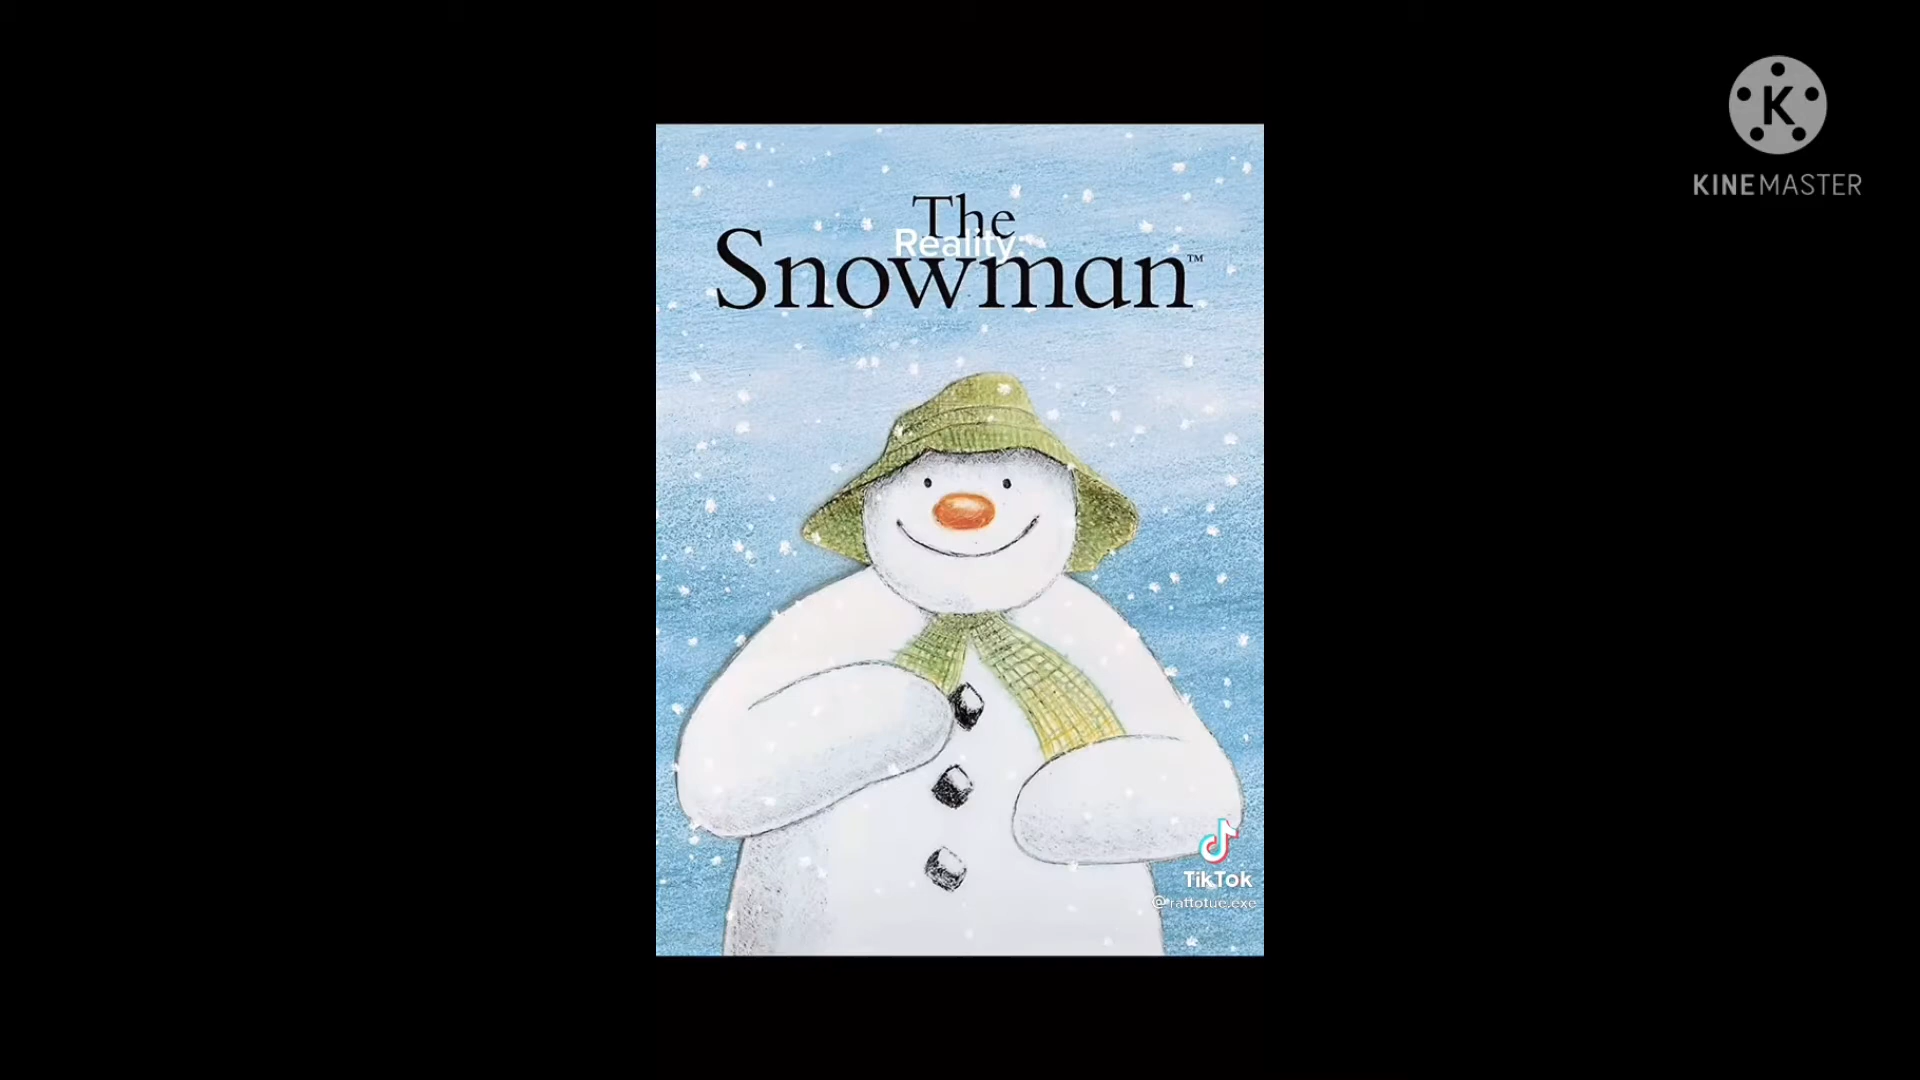 The
Reality:
Snowman™
K
KINEMASTER
TikTok
@rattotue.exe